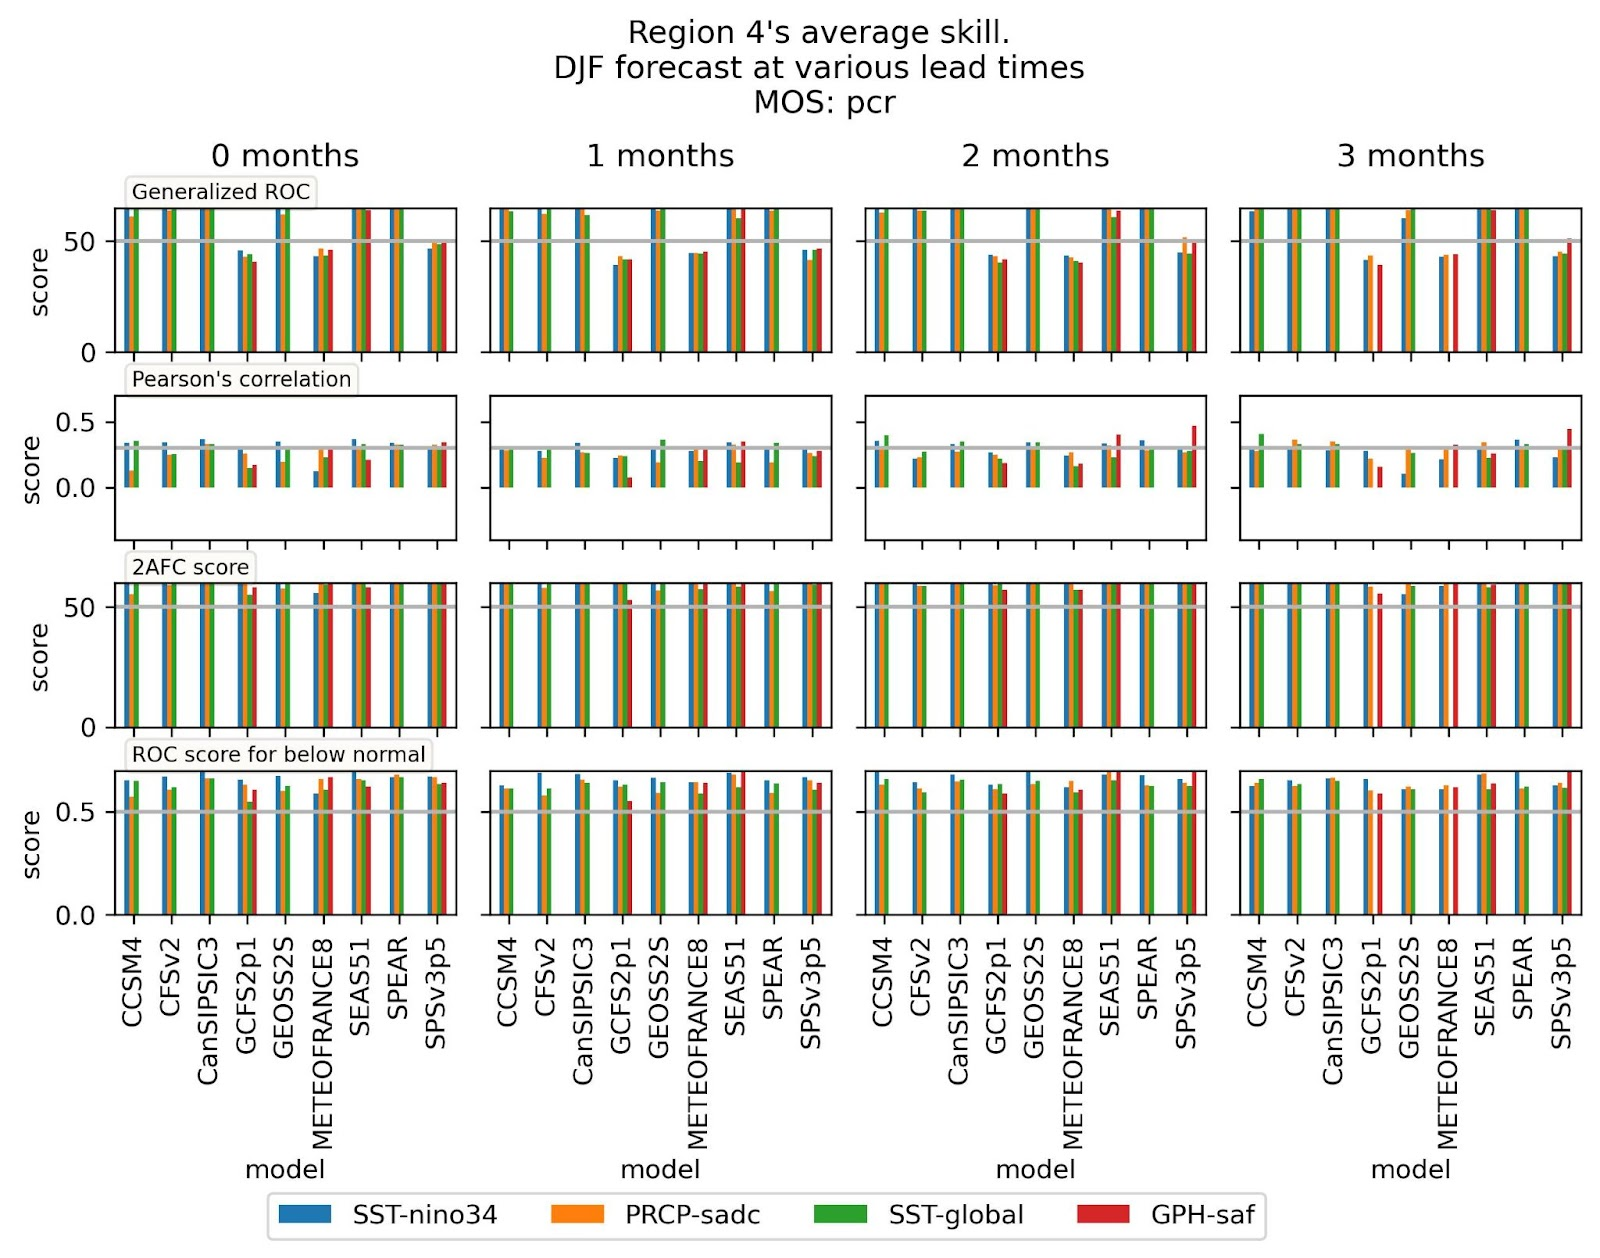 Region 4's average skill.
DJF forecast at various lead times
MOS: pcr
0 months
1 months
2 months
3 months
Generalized ROC
50
0
score
Pearson's correlation
0.5
0.0
score
2AFC score
50
0
score
ROC score for below normal
0.5
0.0
score
CCSM4
CFSv2
CanSIPSIC3
GCFS2p1
GEOSS2S
METEOFRANCE8
SEAS51
SPEAR
SPSv3p5
model
CCSM4
CFSv2
CanSIPSIC3
GCFS2p1
GEOSS2S
METEOFRANCE8
SEAS51
SPEAR
SPSv3p5
model
CCSM4
CFSv2
CanSIPSIC3
GCFS2p1
GEOSS2S
METEOFRANCE8
SEAS51
SPEAR
SPSv3p5
model
CCSM4
CFSv2
CanSIPSIC3
GCFS2p1
GEOSS2S
METEOFRANCE8
SEAS51
SPEAR
SPSv3p5
model
SST-nino34
PRCP-sadc
SST-global
GPH-saf